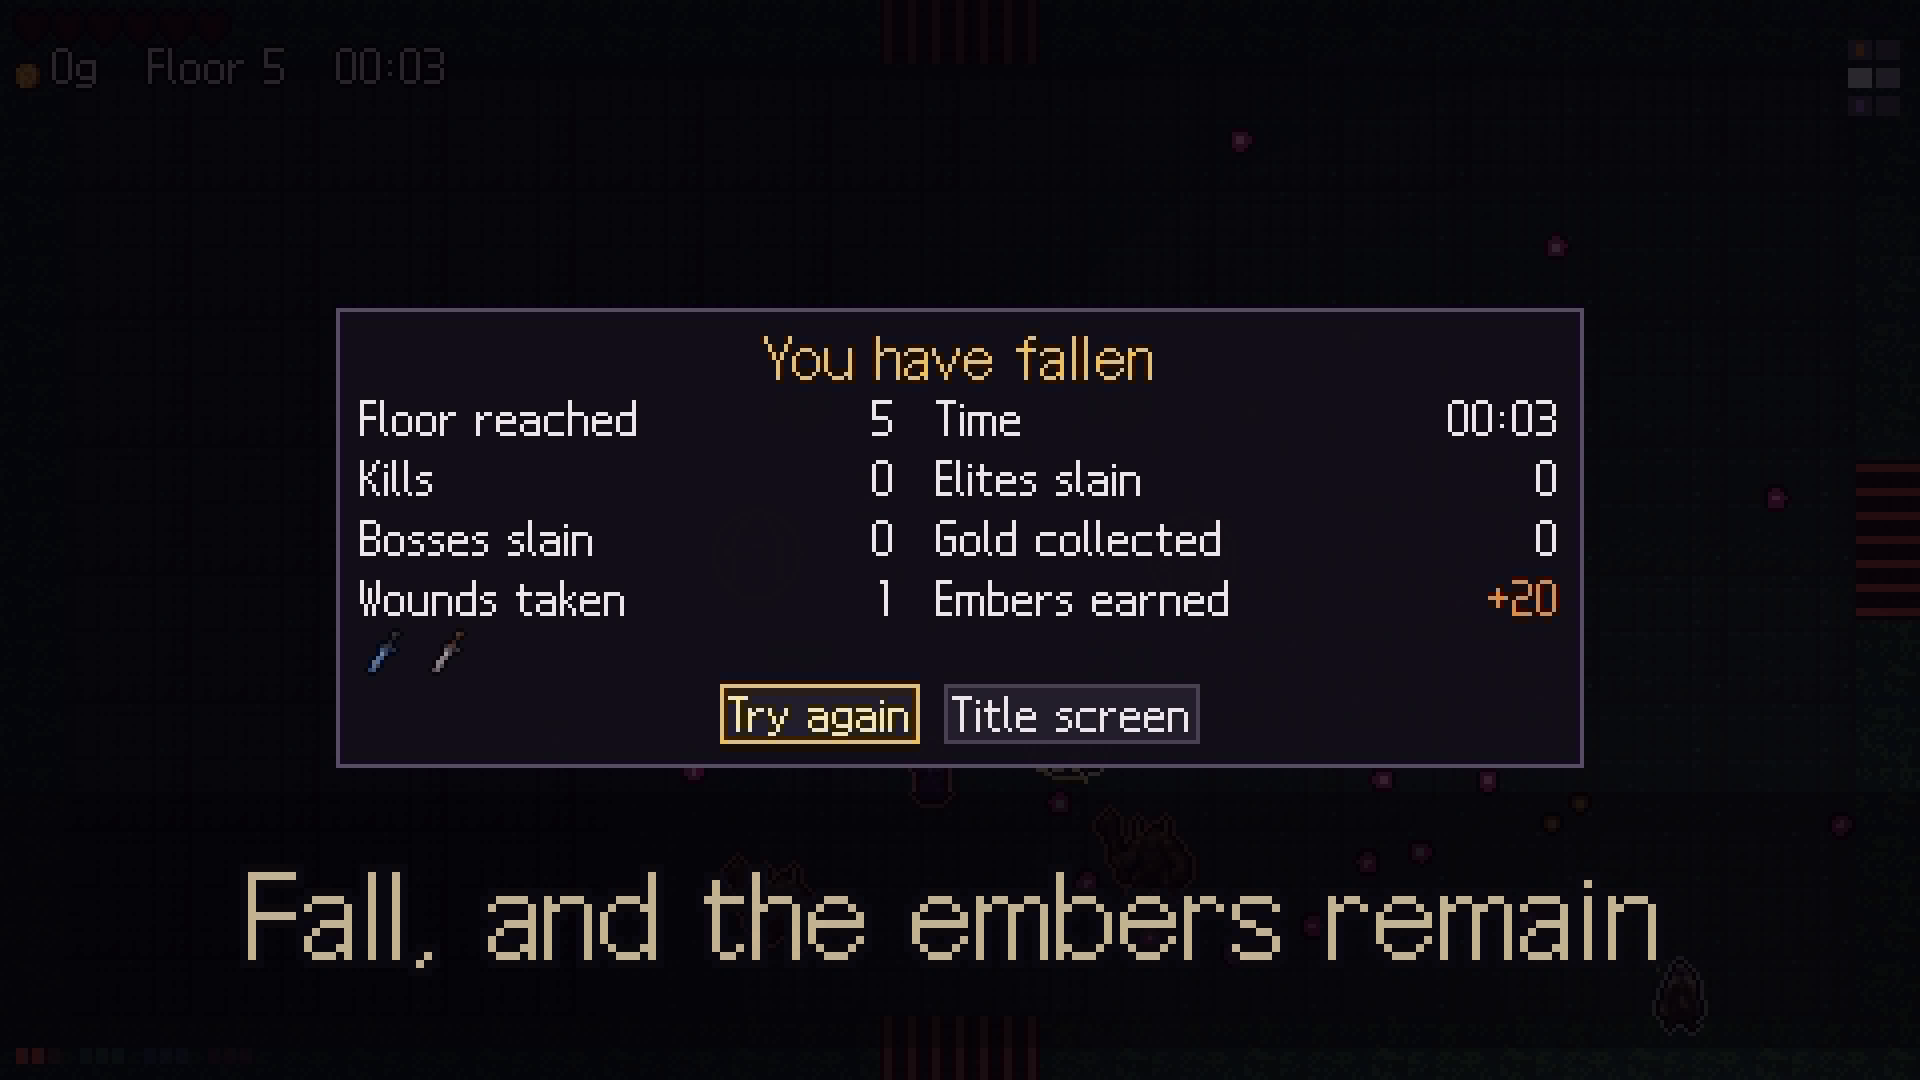 0g Floor 5 00:03
You have fallen
Floor reached 5 Time 00:03
Kills 0 Elites slain 0
Bosses slain 0 Gold collected 0
Wounds taken 1 Embers earned +20
Try again Title screen
Fall, and the embers remain